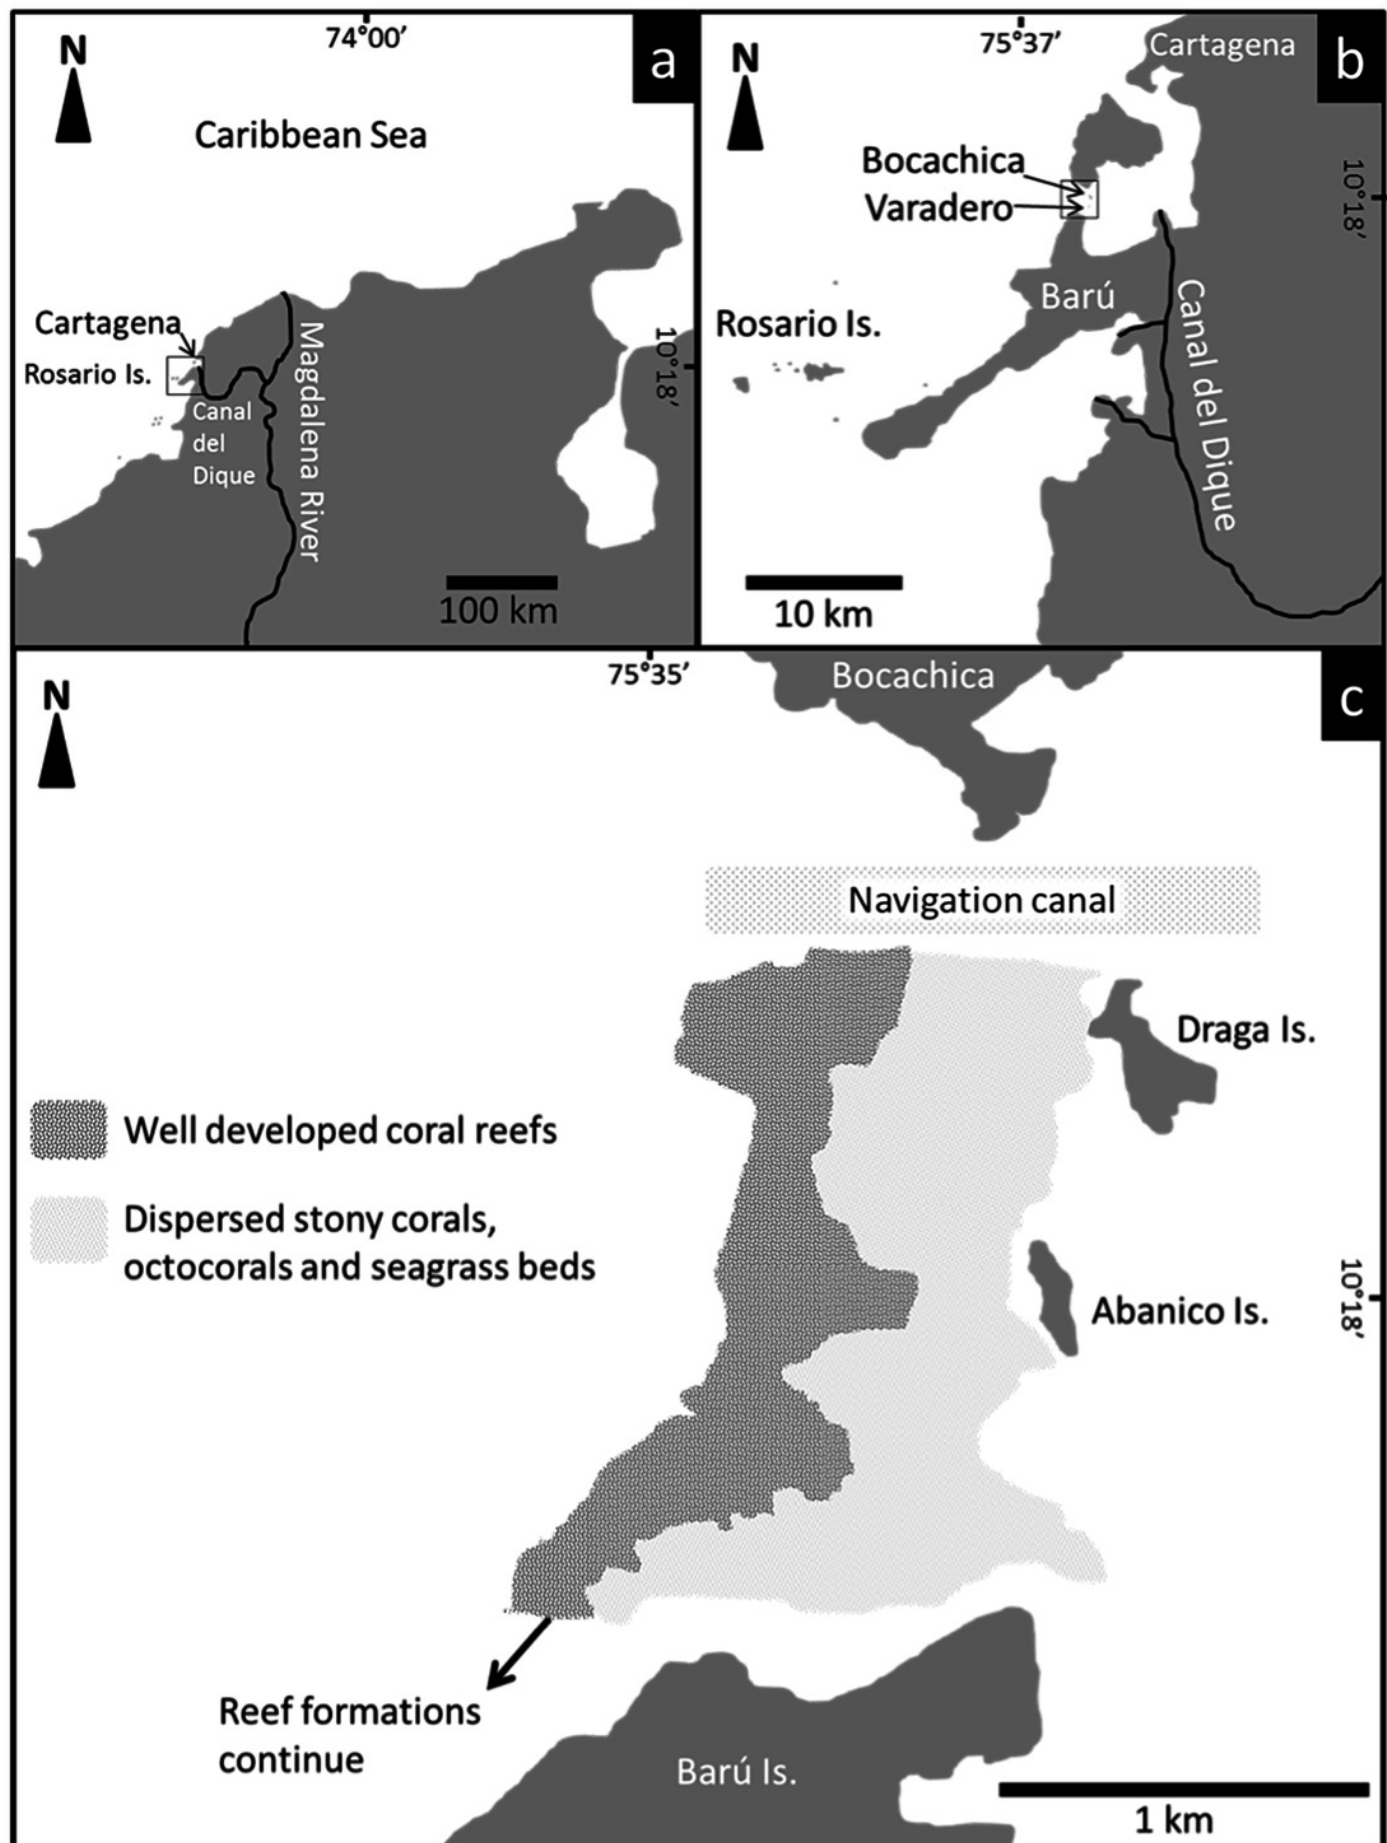 74°00’
N
a
Caribbean Sea
Cartagena
Rosario Is.
Canal
del
Dique
Magdalena River
10°18’
100 km
75°37’
N
Cartagena
b
Bocachica
Varadero
10°18’
Barú
Rosario Is.
Canal del Dique
10 km
75°35’
N
Bocachica
c
Navigation canal
Draga Is.
Well developed coral reefs
Dispersed stony corals,
octocorals and seagrass beds
10°18’
Abanico Is.
Reef formations
continue
Barú Is.
1 km